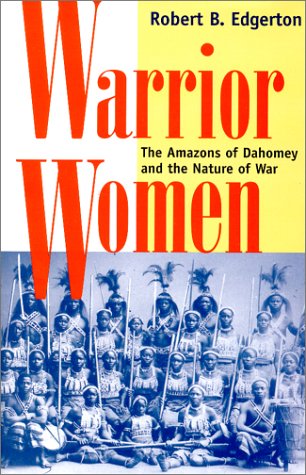 Robert B. Edgerton
Warrior
The Amazons of Dahomey
and the Nature of War
Women